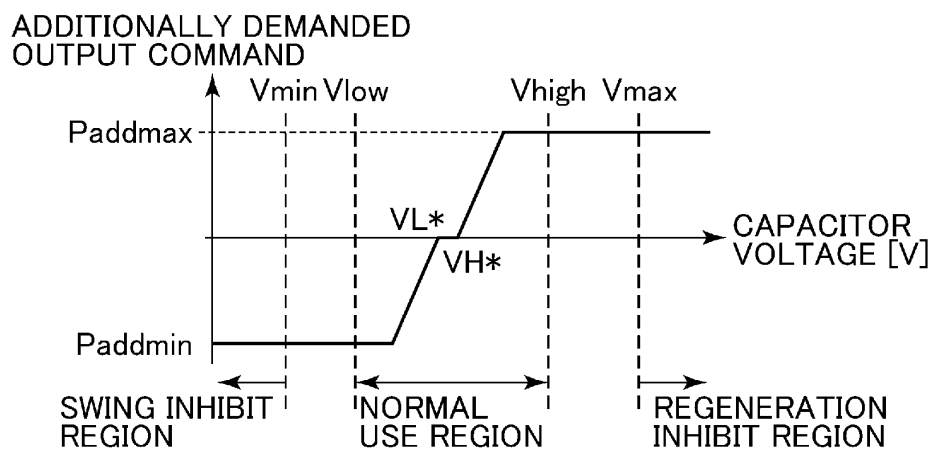 ADDITIONALLY DEMANDED
OUTPUT COMMAND
Vmin Vlow Vhigh Vmax
Paddmax
VL*
CAPACITOR
VOLTAGE [V]
VH*
Paddmin
SWING INHIBIT
REGION
NORMAL
USE REGION
REGENERATION
INHIBIT REGION